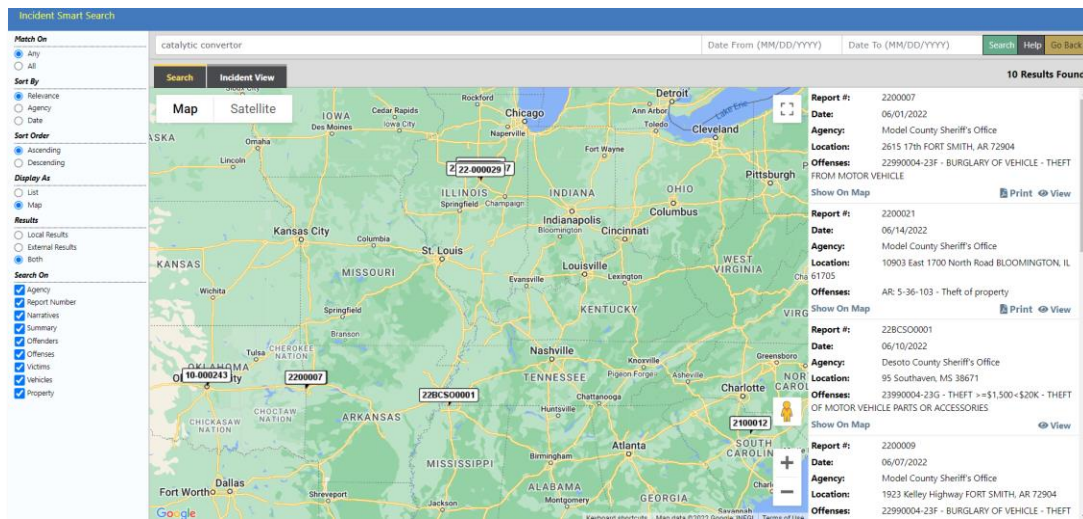 Incident Smart Search
Match On
Any
All
Sort By
Relevance
Agency
Date
Sort Order
Ascending
Descending
Display As
List
Map
Results
Local Results
External Results
Both
Search On
Agency
Report Number
Narratives
Summary
Offenders
Offenses
Victims
Vehicles
Property
catalytic convertor
Date From (MM/DD/YYYY)
Date To (MM/DD/YYYY)
Search
Help
Go Back
Search
Incident View
10 Results Found
Map
Satellite
Rockford
Detroit
Lake Erie
IOWA
Cedar Rapids
Chicago
Ann Arbor
Des Moines
Iowa City
Naperville
Toledo
Cleveland
Omaha
Fort Wayne
Lincoln
22-000029
Pittsburgh
ILLINOIS
INDIANA
OHIO
Springfield
Champaign
Columbus
Indianapolis
Kansas City
Columbia
Bloomington
Cincinnati
St. Louis
KANSAS
MISSOURI
Louisville
WEST
VIRGINIA
Evansville
Lexington
Wichita
Springfield
KENTUCKY
Branson
Nashville
Tulsa
CHEROKEE
NATION
Knoxville
Greensboro
OKLAHOMA
10-000243
2200007
TENNESSEE
Pigeon Forge
Asheville
Charlotte
22BCSO0001
Chattanooga
CHICKASAW
NATION
CHOCTAW
NATION
ARKANSAS
Huntsville
2100012
Atlanta
SOUTH
CAROLIN
MISSISSIPPI
Birmingham
Dallas
Fort Worth
Shreveport
ALABAMA
Jackson
Montgomery
GEORGIA
Savannah
Google
Keyboard shortcuts
Map data ©2022 Google, INEGI
Terms of Use
Report #: 2200007
Date: 06/01/2022
Agency: Model County Sheriff's Office
Location: 2615 17th FORT SMITH, AR 72904
Offenses: 22990004-23F - BURGLARY OF VEHICLE - THEFT
FROM MOTOR VEHICLE
Show On Map Print View
Report #: 2200021
Date: 06/14/2022
Agency: Model County Sheriff's Office
Location: 10903 East 1700 North Road BLOOMINGTON, IL
61705
Offenses: AR: 5-36-103 - Theft of property
Show On Map Print View
Report #: 22BCSO0001
Date: 06/10/2022
Agency: Desoto County Sheriff's Office
Location: 95 Southaven, MS 38671
Offenses: 23990004-23G - THEFT >=$1,500<$20K - THEFT
OF MOTOR VEHICLE PARTS OR ACCESSORIES
Show On Map View
Report #: 2200009
Date: 06/07/2022
Agency: Model County Sheriff's Office
Location: 1923 Kelley Highway FORT SMITH, AR 72904
Offenses: 22990004-23F - BURGLARY OF VEHICLE - THEFT